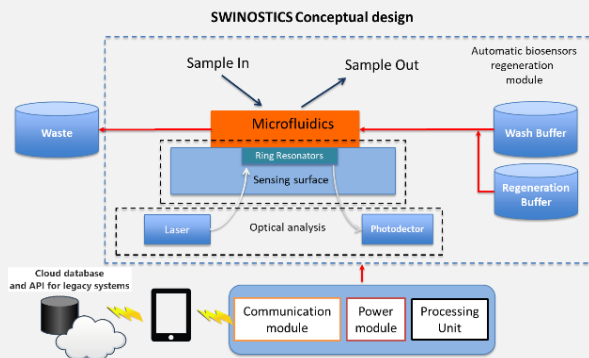 SWINOSTICS Conceptual design
Automatic biosensors
regeneration
module
Sample In
Sample Out
Waste
Microfluidics
Wash Buffer
Ring Resonators
Sensing surface
Regeneration
Buffer
Laser
Optical analysis
Photodector
Cloud database
and API for legacy systems
Communication
module
Power
module
Processing
Unit